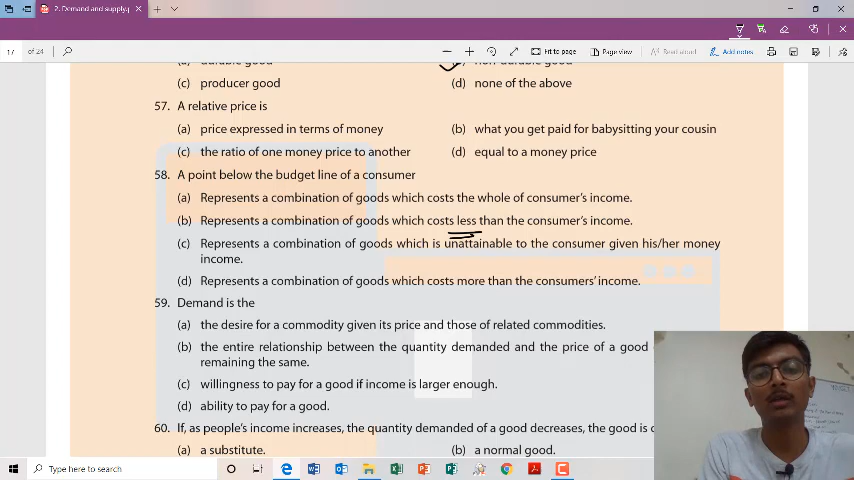 2. Demand and supply.p
17 of 24
Fit to page
Page view
Read aloud
Add notes
(c) producer good
(d) none of the above
57. A relative price is
(a) price expressed in terms of money
(b) what you get paid for babysitting your cousin
(c) the ratio of one money price to another
(d) equal to a money price
58. A point below the budget line of a consumer
(a) Represents a combination of goods which costs the whole of consumer's income.
(b) Represents a combination of goods which costs less than the consumer's income.
(c) Represents a combination of goods which is unattainable to the consumer given his/her money
income.
(d) Represents a combination of goods which costs more than the consumers' income.
59. Demand is the
(a) the desire for a commodity given its price and those of related commodities.
(b) the entire relationship between the quantity demanded and the price of a good
remaining the same.
(c) willingness to pay for a good if income is larger enough.
(d) ability to pay for a good.
60. If, as people's income increases, the quantity demanded of a good decreases, the good is
(a) a substitute.
(b) a normal good.
Type here to search